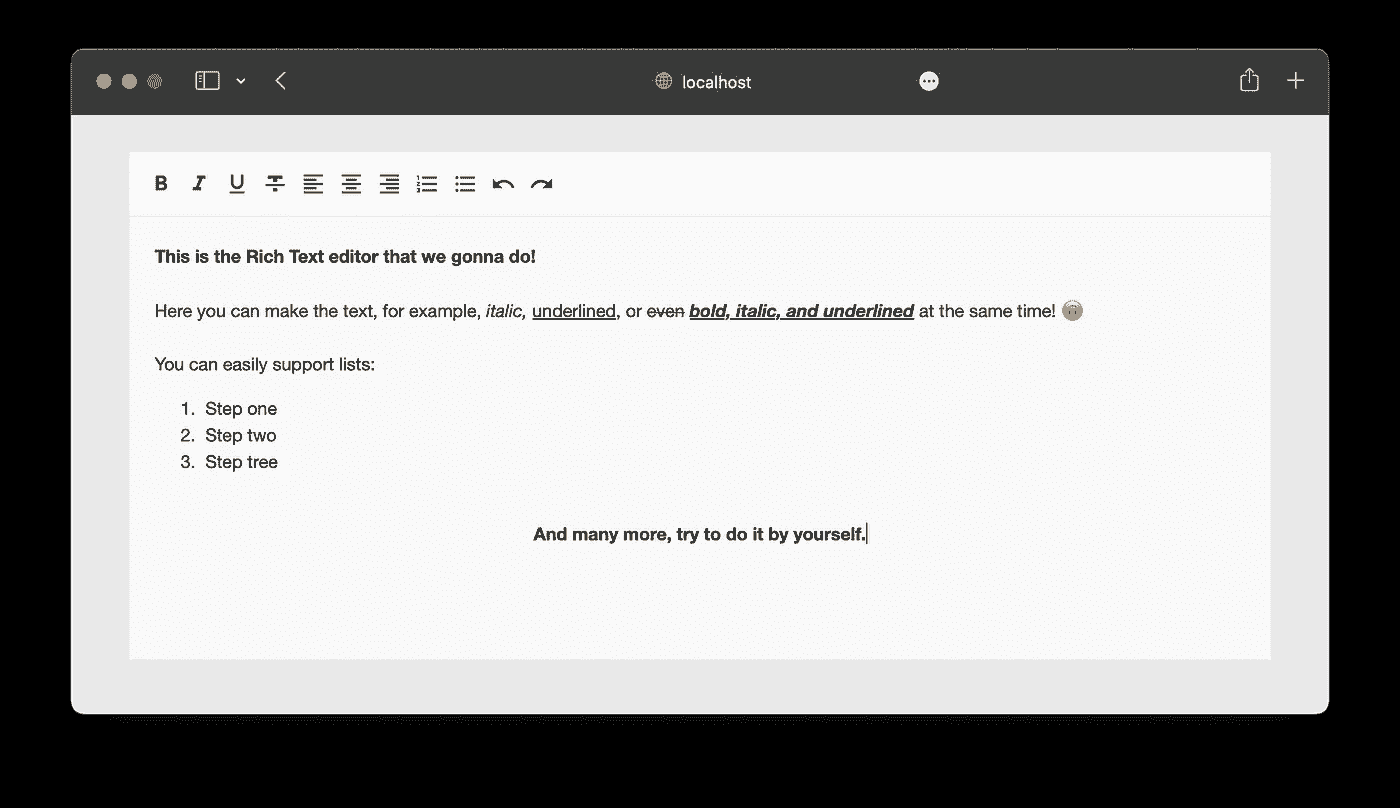 localhost
This is the Rich Text editor that we gonna do!
Here you can make the text, for example, italic, underlined, or even bold, italic, and underlined at the same time! 🙃
You can easily support lists:
1. Step one
2. Step two
3. Step tree
And many more, try to do it by yourself.